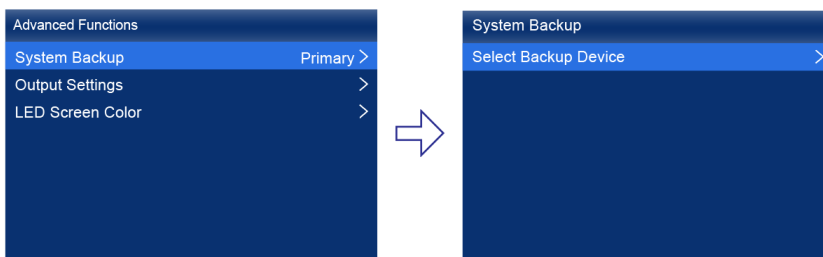 Advanced Functions
System Backup Primary >
Output Settings >
LED Screen Color >
System Backup
Select Backup Device >